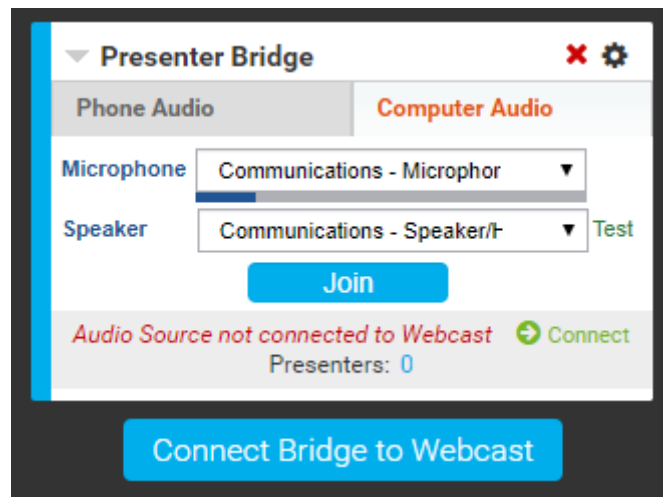 Presenter Bridge
Phone Audio Computer Audio
Microphone Communications - Microphor
Speaker Communications - Speaker/H Test
Join
Audio Source not connected to Webcast Connect
Presenters: 0
Connect Bridge to Webcast